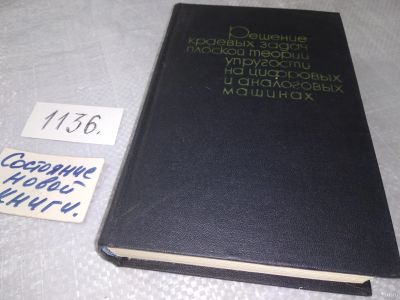 Решение
краевых задач
плоской теории
упругости
на цифровых
и аналоговых
машинах
1136.
Состояние
новой
книги.